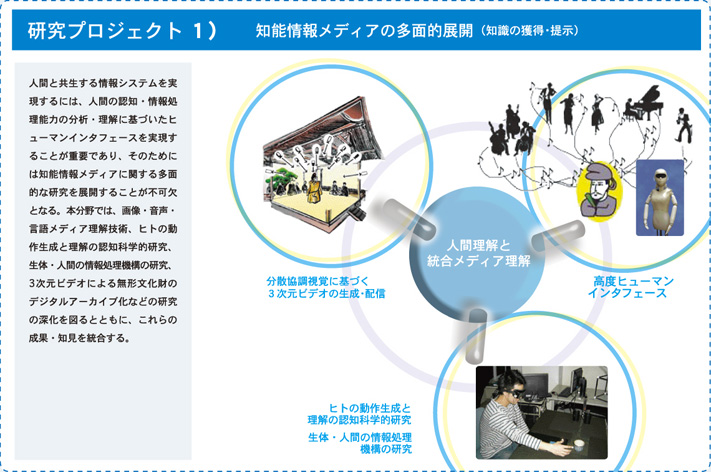 研究プロジェクト 1） 知能情報メディアの多面的展開（知識の獲得・提示）
人間と共生する情報システムを実
現するには、人間の認知・情報処
理能力の分析・理解に基づいたヒ
ューマンインタフェースを実現す
ることが重要であり、そのために
は知能情報メディアに関する多面
的な研究を展開することが不可欠
となる。本分野では、画像・音声・
言語メディア理解技術、ヒトの動
作生成と理解の認知科学的研究、
生体・人間の情報処理機構の研究、
3次元ビデオによる無形文化財の
デジタルアーカイブ化などの研究
の深化を図るとともに、これらの
成果・知見を統合する。
人間理解と
統合メディア理解
分散協調視覚に基づく
３次元ビデオの生成・配信
高度ヒューマン
インタフェース
ヒトの動作生成と
理解の認知科学的研究
生体・人間の情報処理
機構の研究